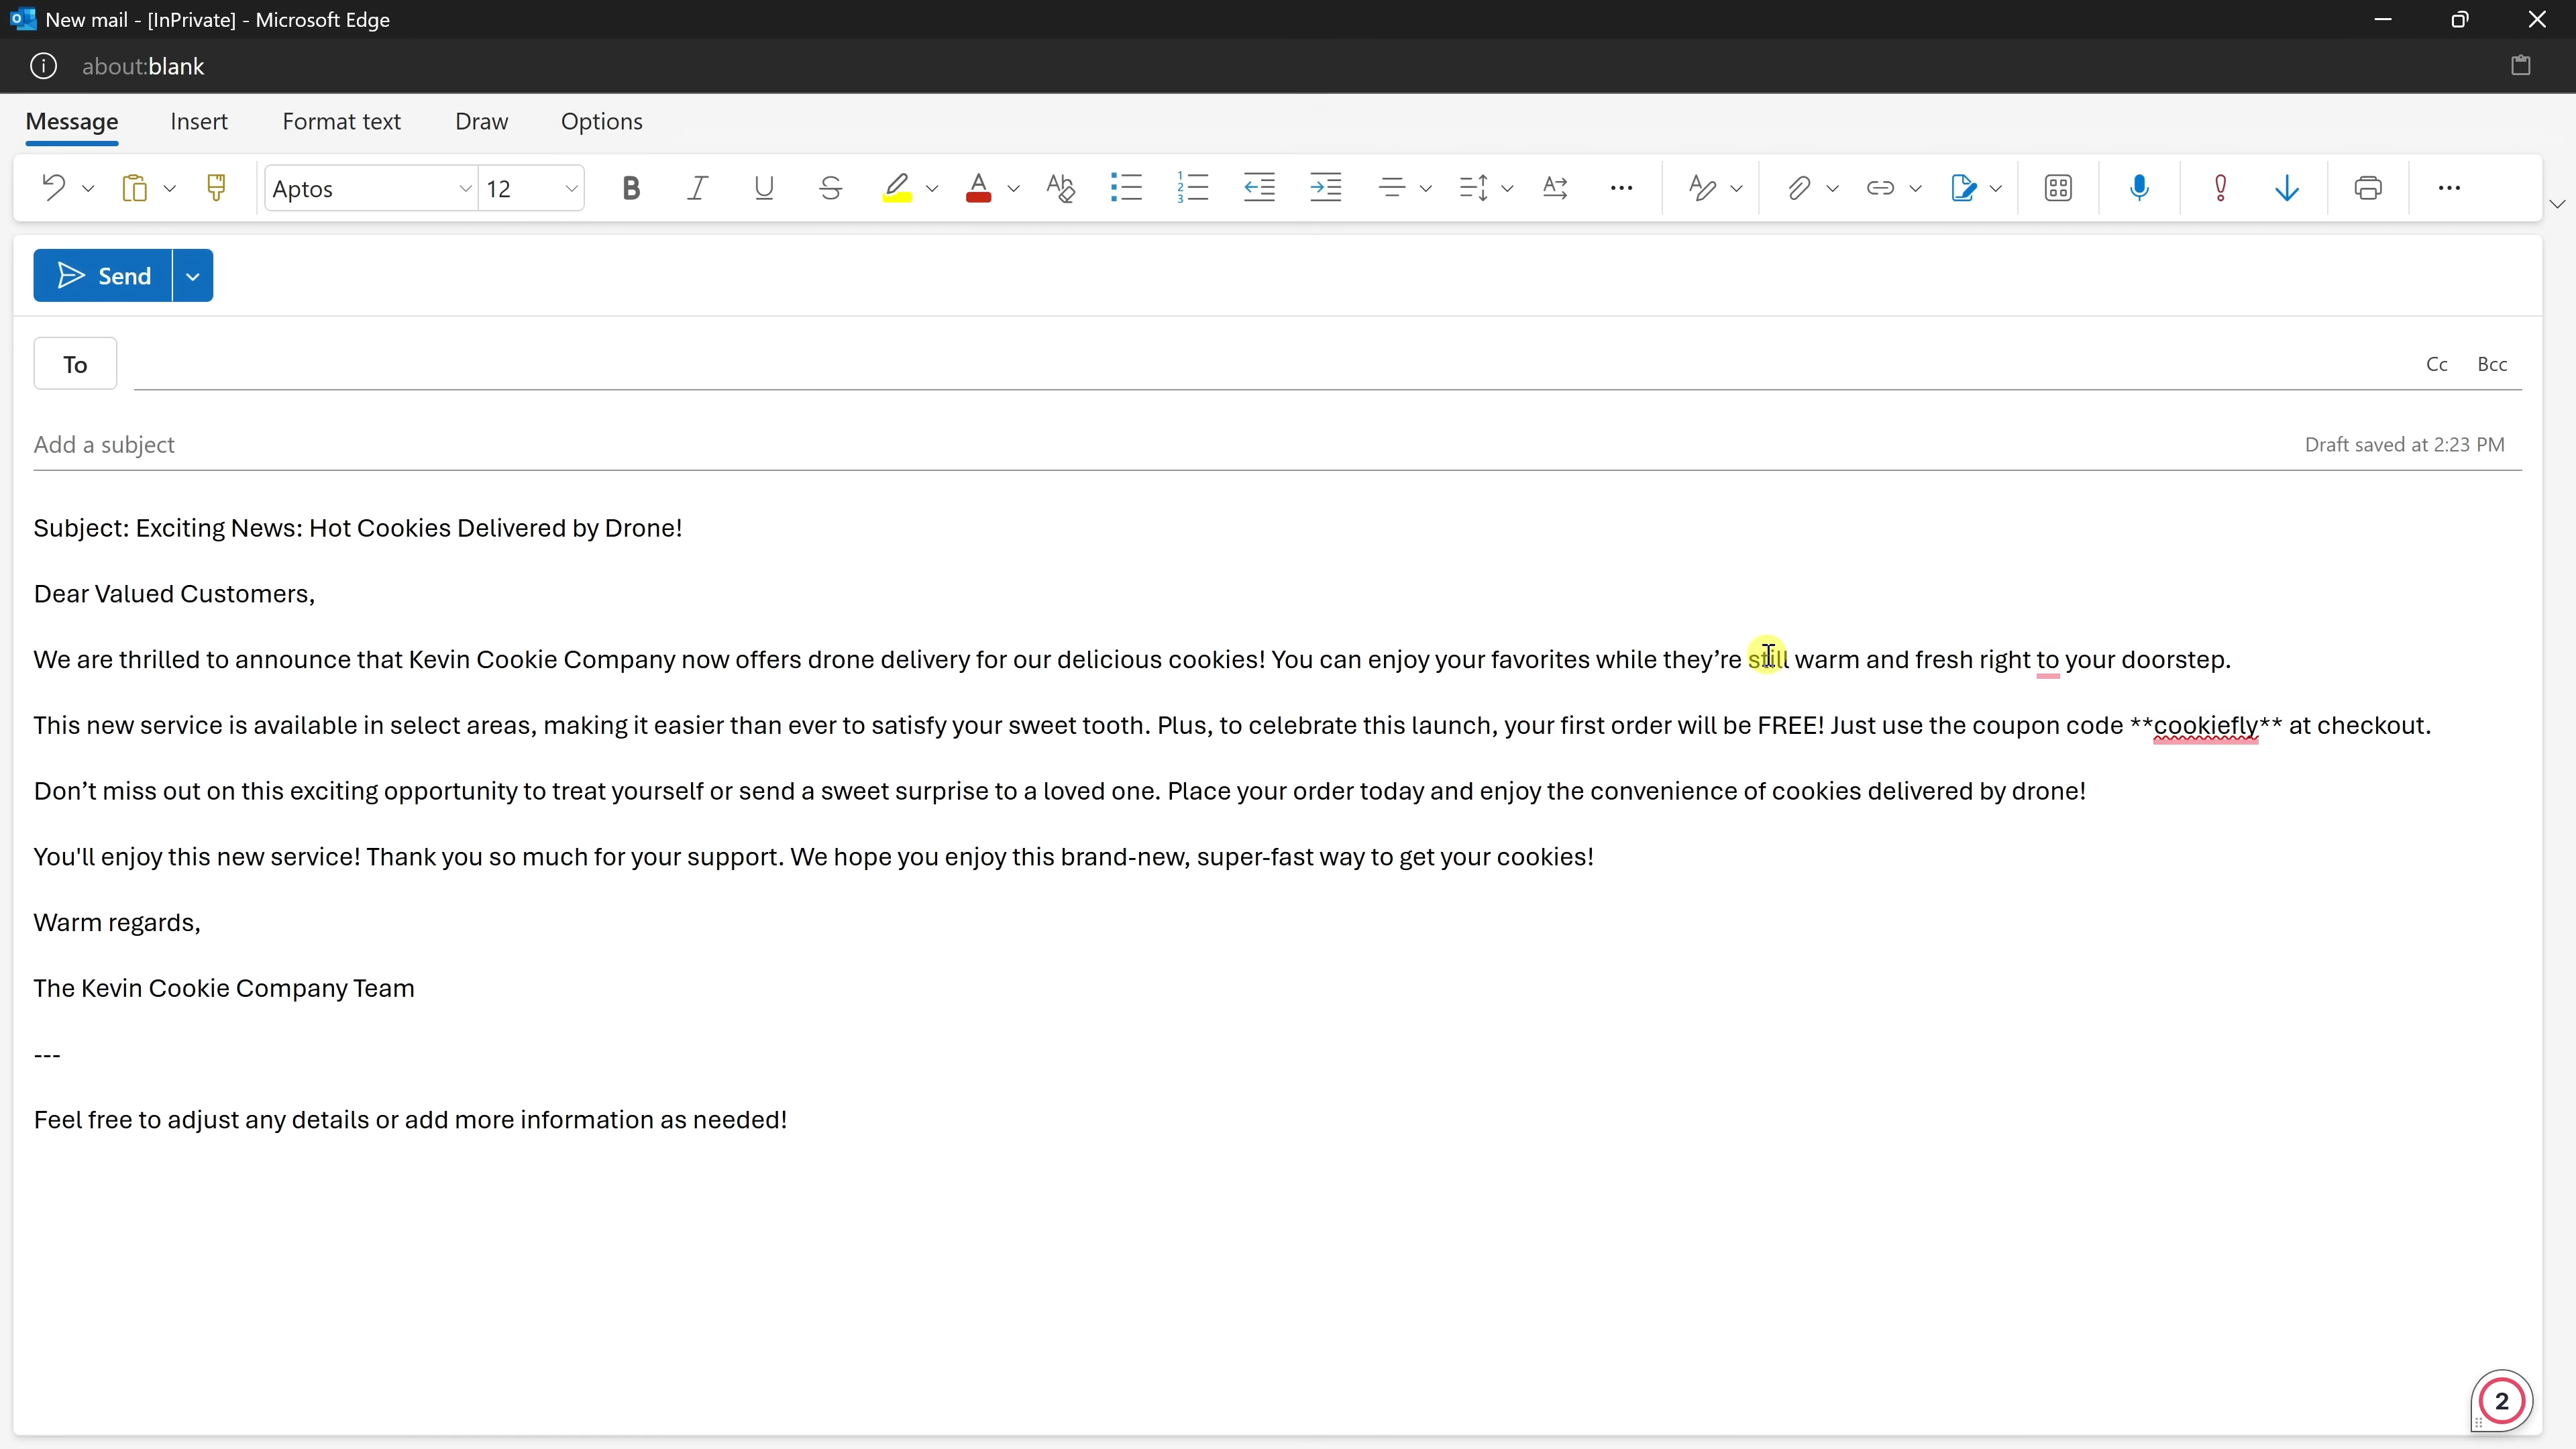 New mail - [InPrivate] - Microsoft Edge
about:blank
Message Insert Format text Draw Options
Aptos 12
Send
To Cc Bcc
Add a subject Draft saved at 2:23 PM
Subject: Exciting News: Hot Cookies Delivered by Drone!
Dear Valued Customers,
We are thrilled to announce that Kevin Cookie Company now offers drone delivery for our delicious cookies! You can enjoy your favorites while they’re still warm and fresh right to your doorstep.
This new service is available in select areas, making it easier than ever to satisfy your sweet tooth. Plus, to celebrate this launch, your first order will be FREE! Just use the coupon code **cookiefly** at checkout.
Don’t miss out on this exciting opportunity to treat yourself or send a sweet surprise to a loved one. Place your order today and enjoy the convenience of cookies delivered by drone!
You'll enjoy this new service! Thank you so much for your support. We hope you enjoy this brand-new, super-fast way to get your cookies!
Warm regards,
The Kevin Cookie Company Team
---
Feel free to adjust any details or add more information as needed!
2